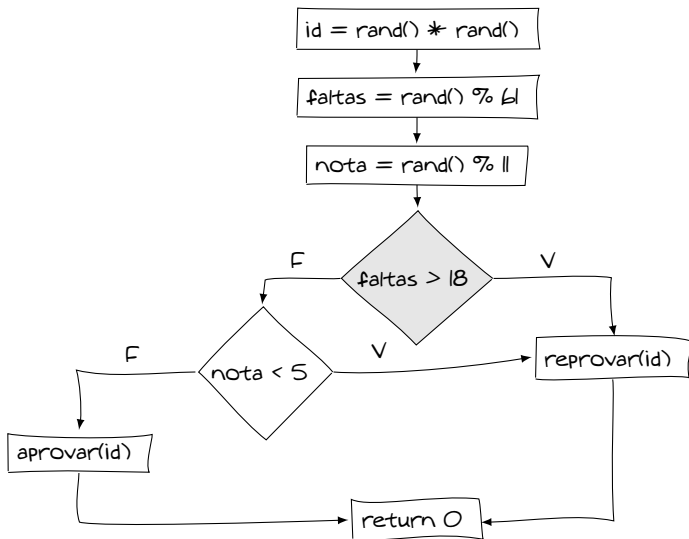 id = rand() * rand()
faltas = rand() % 61
nota = rand() % 11
faltas > 18
F
V
nota < 5
F
V
reprovar(id)
aprovar(id)
return 0